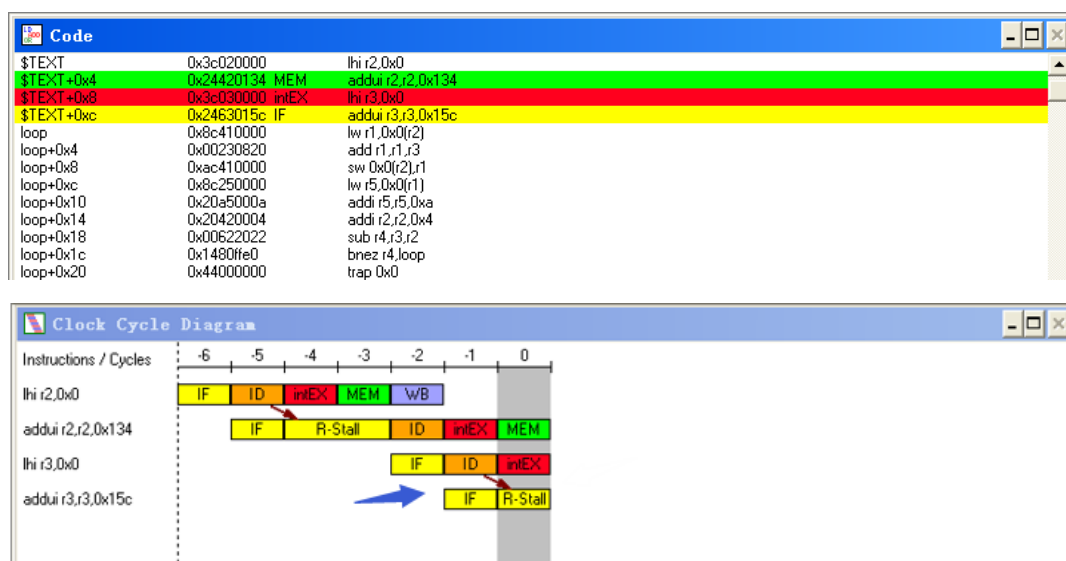 Code
$TEXT 0x3c020000 lhi r2,0x0
$TEXT+0x4 0x24420134 MEM addui r2,r2,0x134
$TEXT+0x8 0x3c030000 intEX lhi r3,0x0
$TEXT+0xc 0x2463015c IF addui r3,r3,0x15c
loop 0x8c410000 lw r1,0x0(r2)
loop+0x4 0x00230820 add r1,r1,r3
loop+0x8 0xac410000 sw 0x0(r2),r1
loop+0xc 0x8c250000 lw r5,0x0(r1)
loop+0x10 0x20a5000a addi r5,r5,0xa
loop+0x14 0x20420004 addi r2,r2,0x4
loop+0x18 0x00622022 sub r4,r3,r2
loop+0x1c 0x1480ffe0 bnez r4,loop
loop+0x20 0x44000000 trap 0x0
Clock Cycle Diagram
Instructions / Cycles -6 -5 -4 -3 -2 -1 0
lhi r2,0x0 IF ID intEX MEM WB
addui r2,r2,0x134 IF R-Stall ID intEX MEM
lhi r3,0x0 IF ID intEX
addui r3,r3,0x15c IF R-Stall